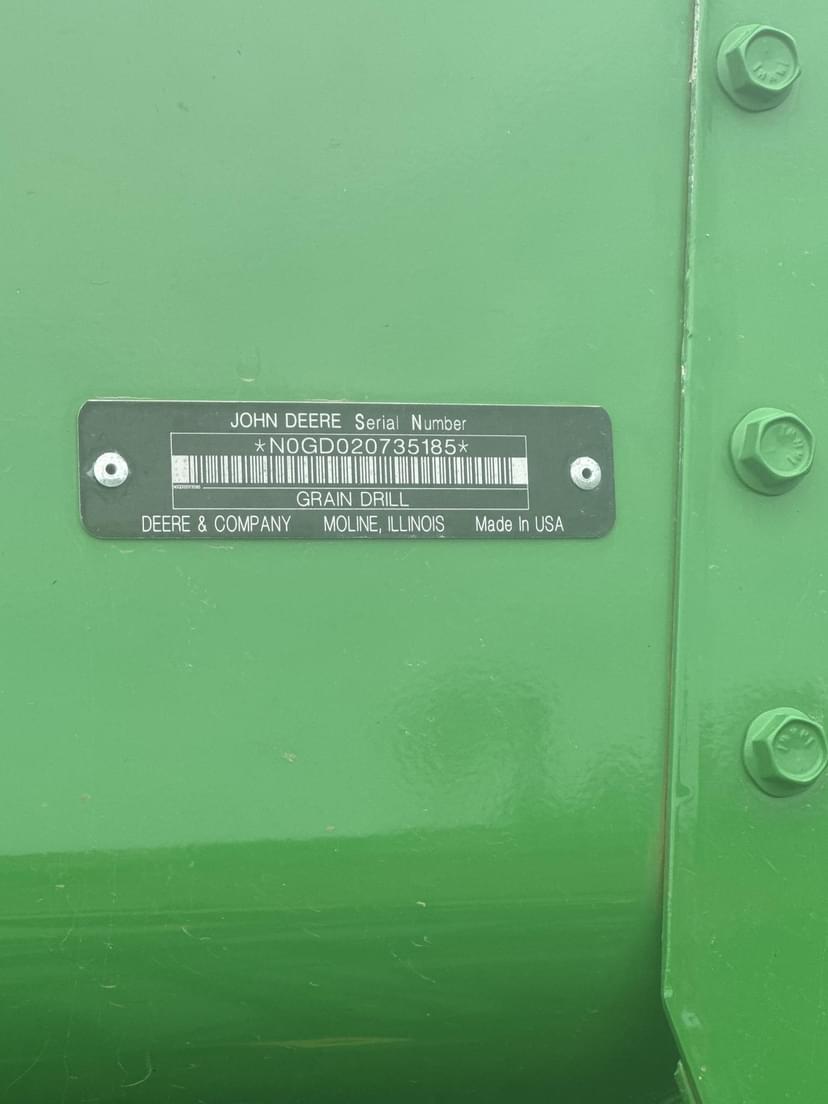 JOHN DEERE Serial Number
*N0GD020735185*
GRAIN DRILL
DEERE & COMPANY MOLINE, ILLINOIS Made In USA